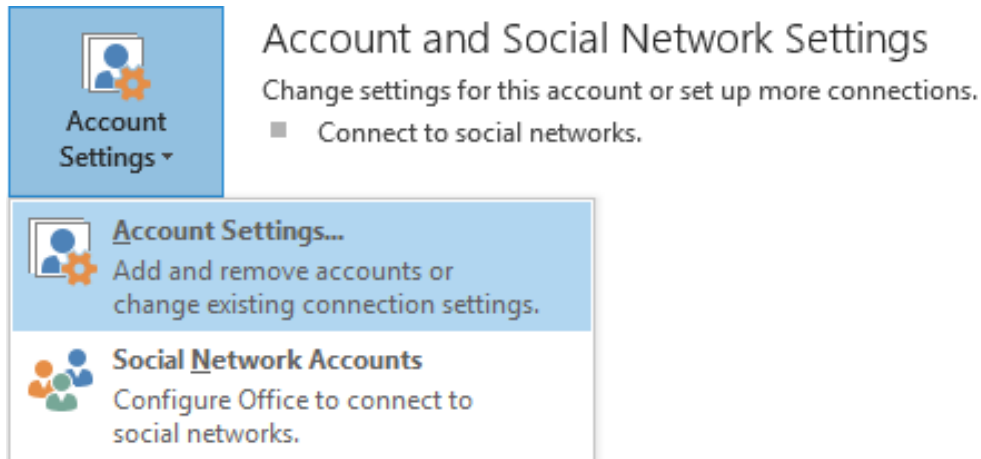 Account
Settings
Account and Social Network Settings
Change settings for this account or set up more connections.
Connect to social networks.
Account Settings...
Add and remove accounts or
change existing connection settings.
Social Network Accounts
Configure Office to connect to
social networks.